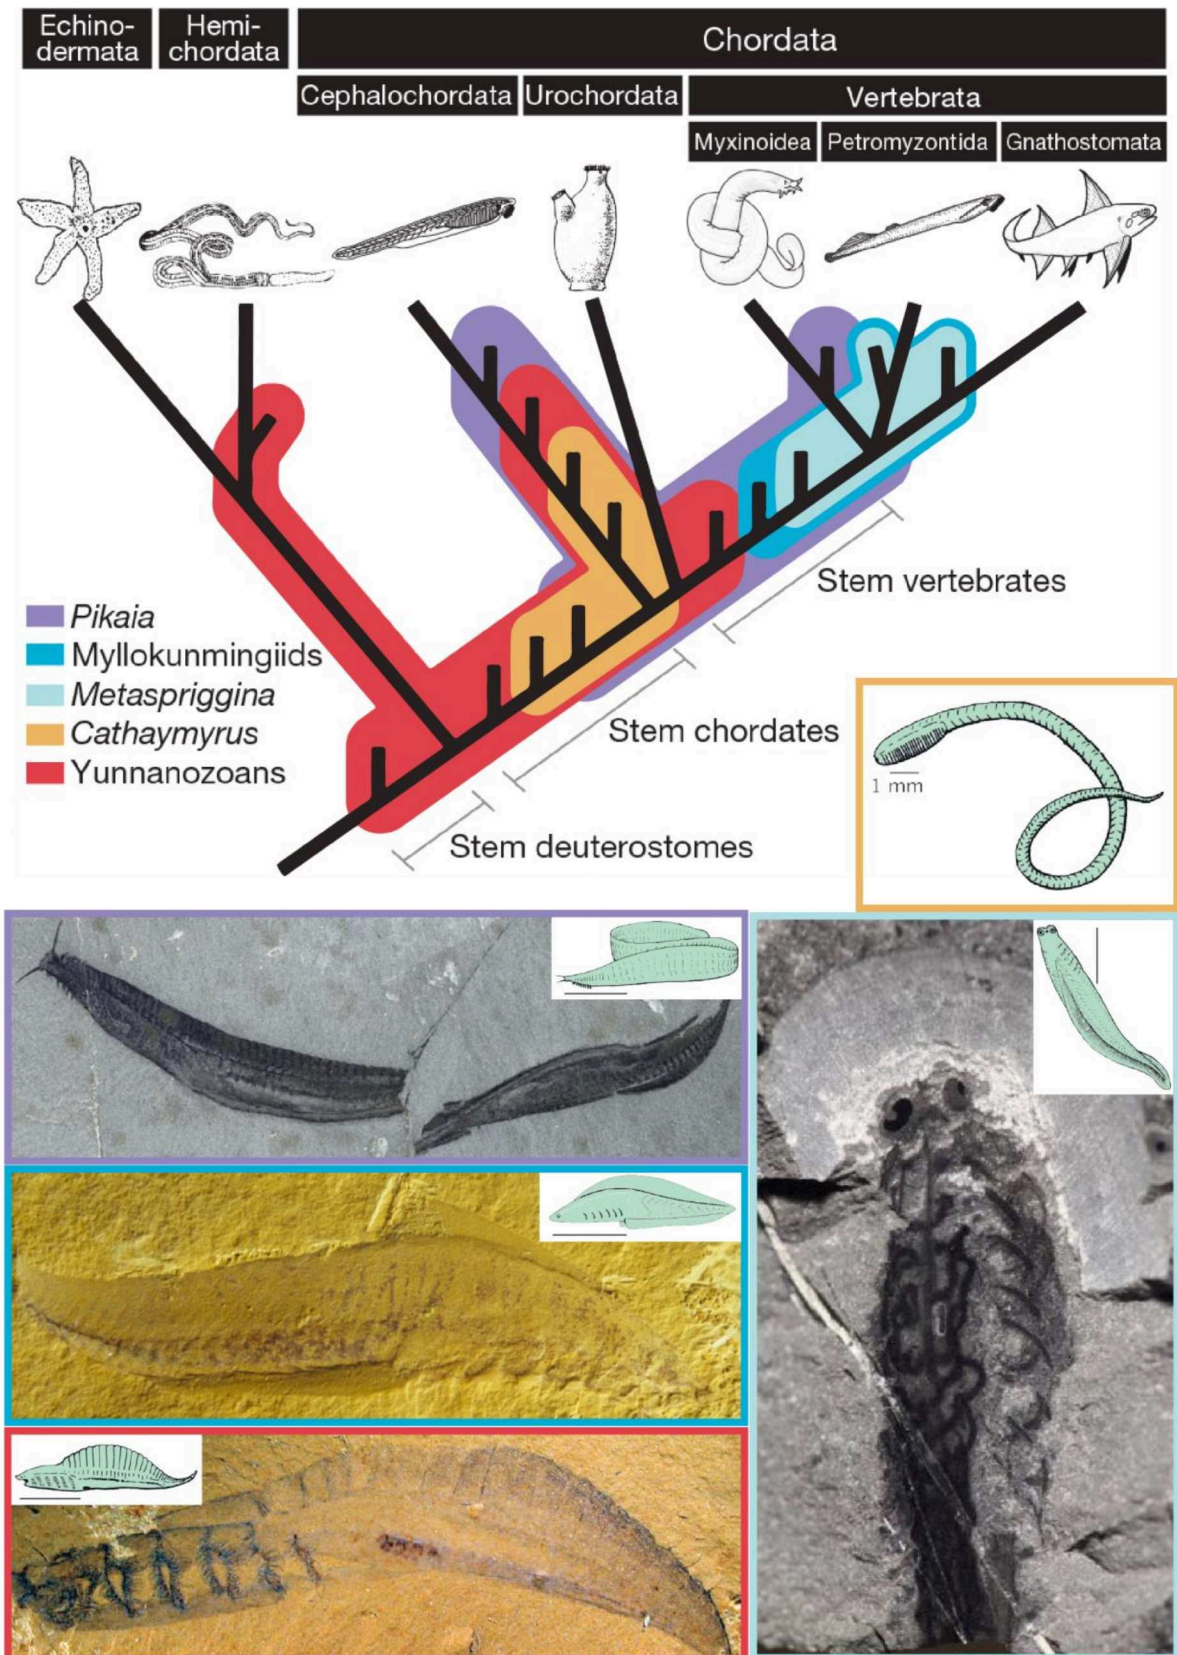 Echino-
dermata
Hemi-
chordata
Chordata
Cephalochordata
Urochordata
Vertebrata
Myxinoidea
Petromyzontida
Gnathostomata
Pikaia
Myllokunmingiids
Metaspriggina
Cathaymyrus
Yunnanozoans
Stem vertebrates
Stem chordates
Stem deuterostomes
1 mm